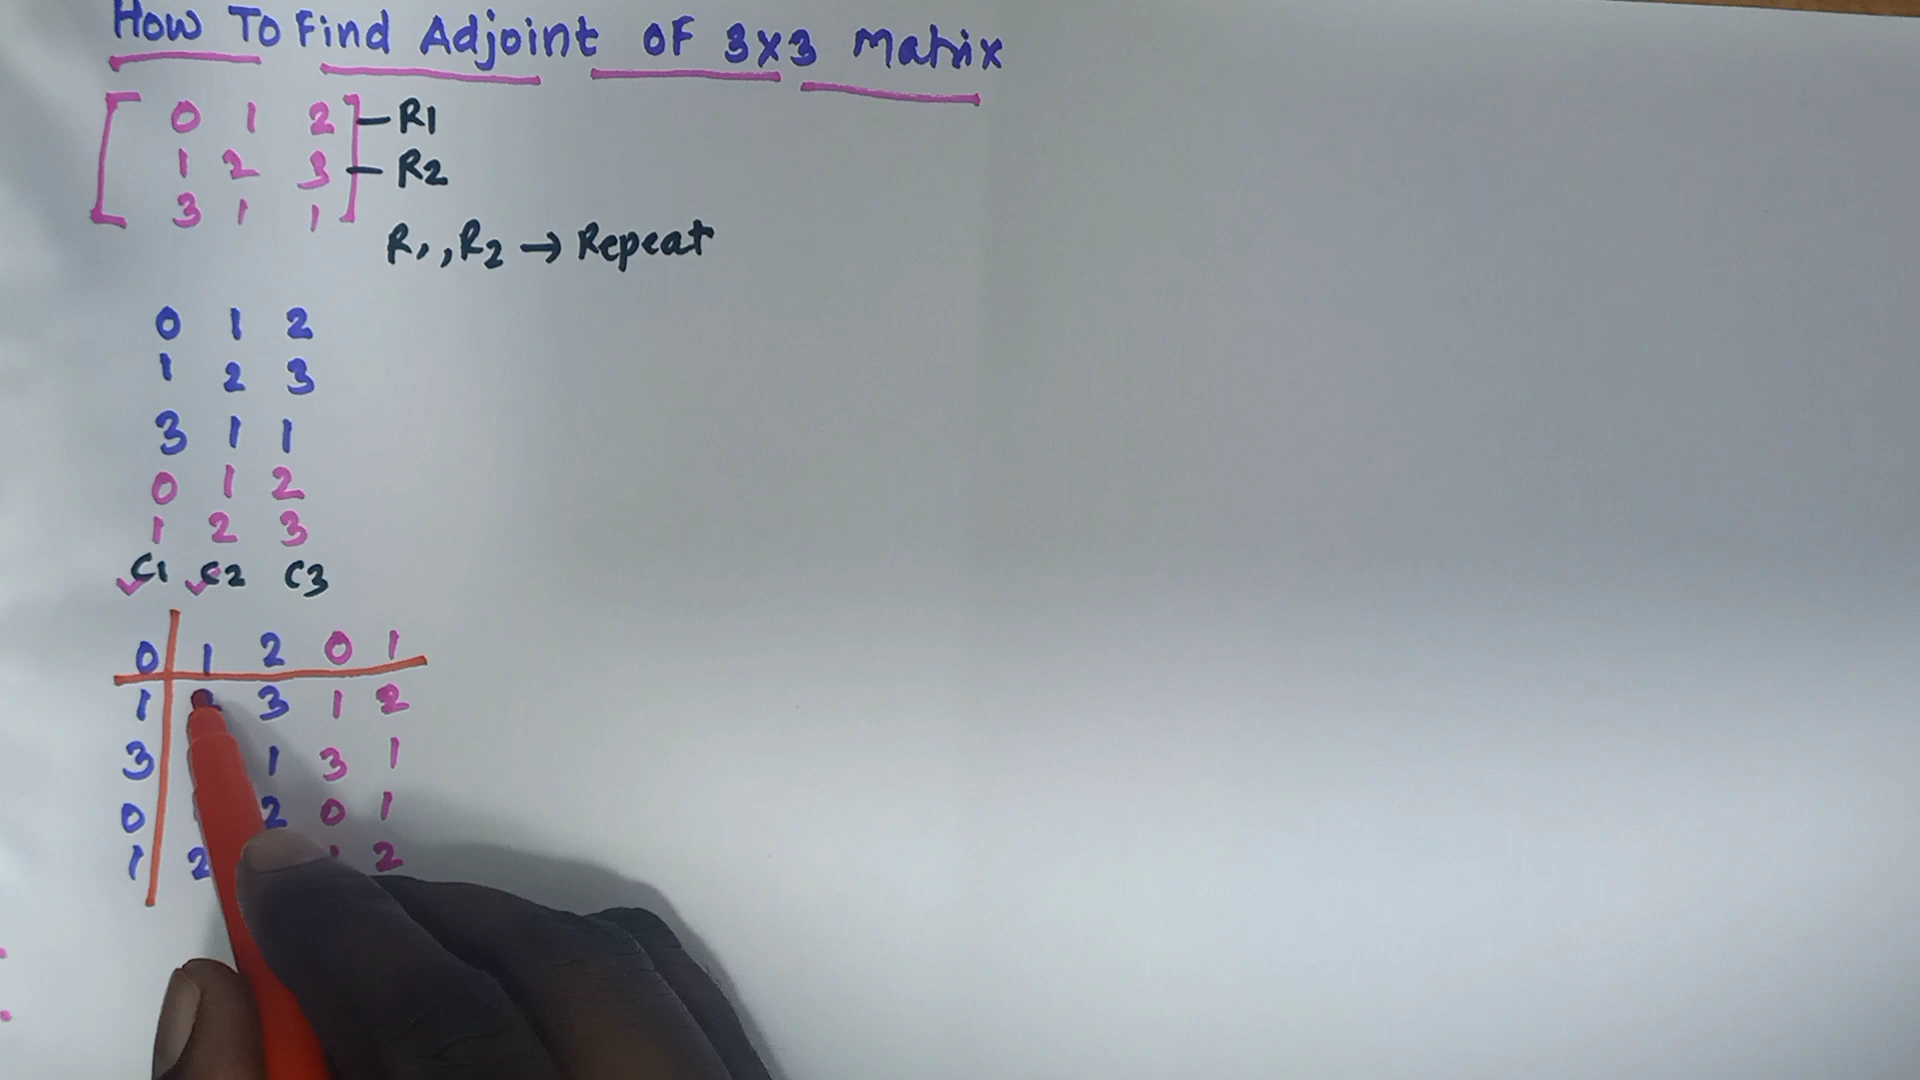 How To Find Adjoint OF 3x3 Matrix
0 1 2 R1
1 2 3 R2
3 1 1
R1, R2 → Repeat
0 1 2
1 2 3
3 1 1
0 1 2
1 2 3
C1 C2 C3
0 1 2 0 1
1 2 3 1 2
3 1 3 1
0 2 0 1
1 2 1 2